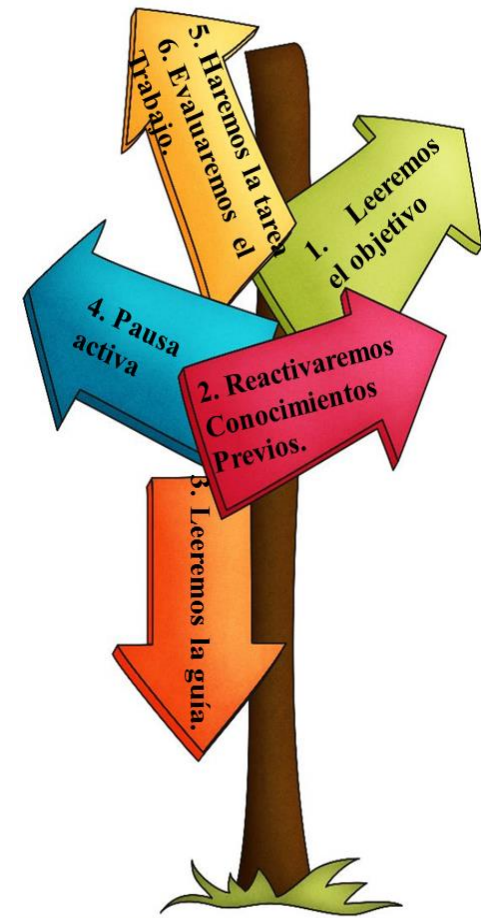 1. Leeremos
el objetivo
2. Reactivaremos
Conocimientos
Previos.
3. Leeremos la guía.
4. Pausa
activa
5. Haremos la tarea
6. Evaluaremos el
Trabajo.